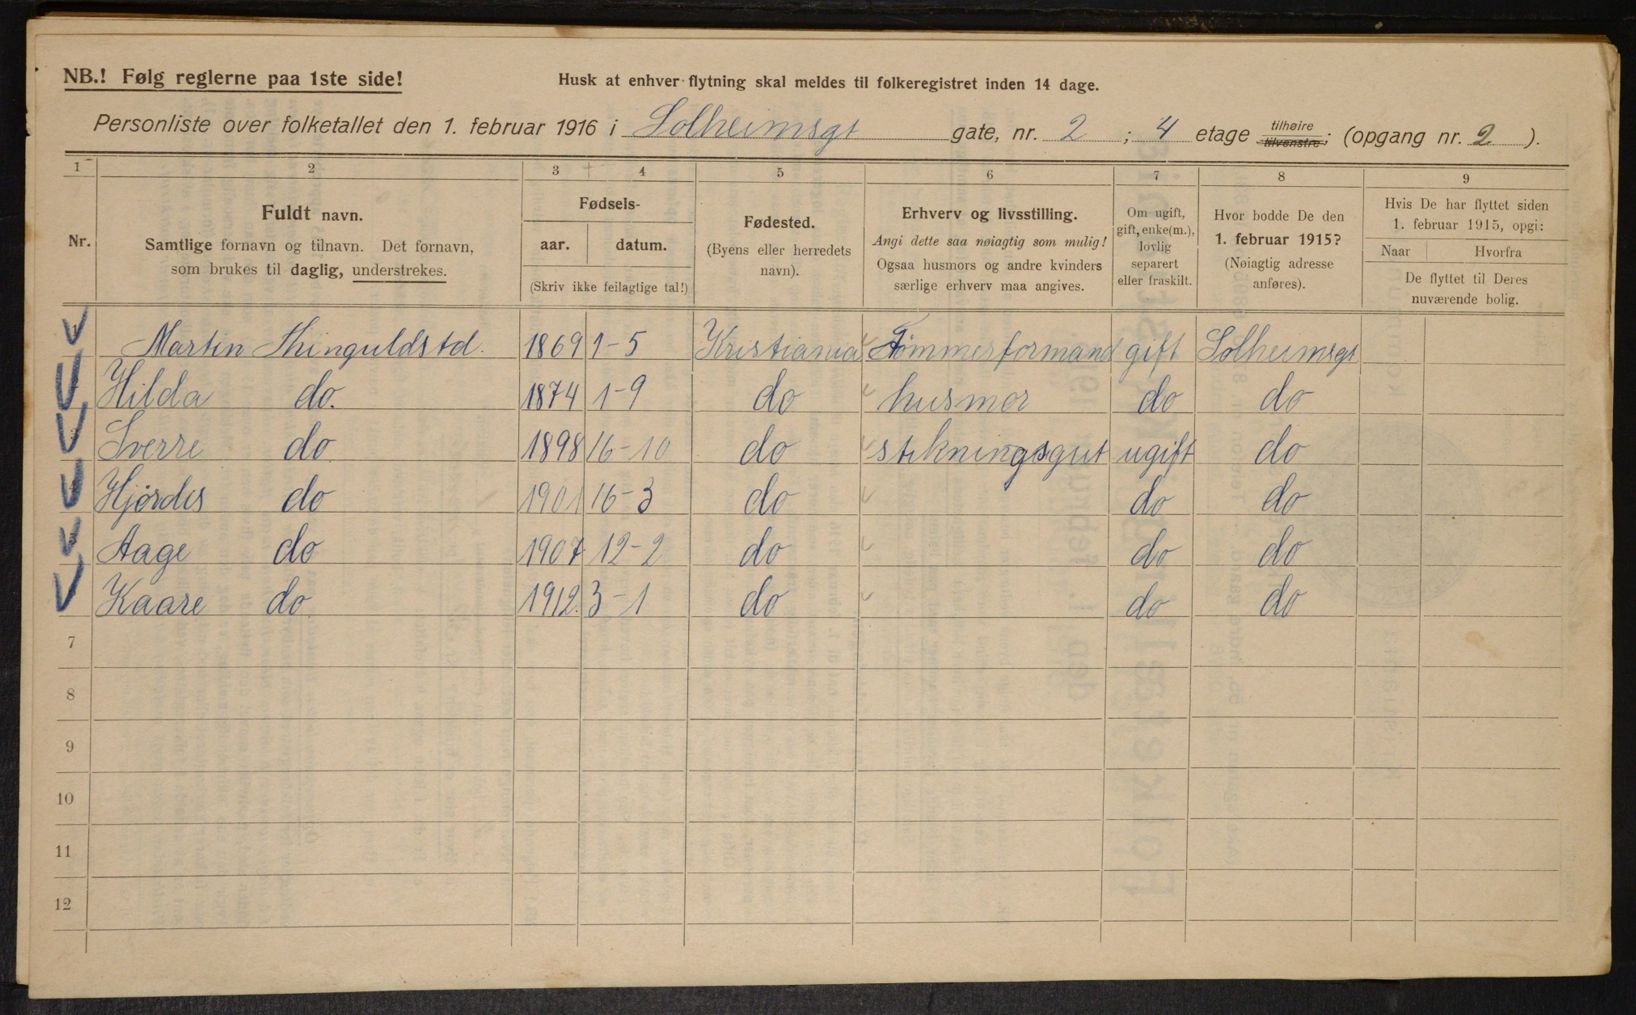 NB.! Følg reglerne paa 1ste side!
Husk at enhver flytning skal meldes til folkeregistret inden 14 dage.
Personliste over folketallet den 1. februar 1916 i Solheimsgt gate, nr. 2 ; 4 etage tilhøire tilvenstre; (opgang nr. 2 ).
1 2 3 4 5 6 7 8 9
Nr.
Fuldt navn.
Samtlige fornavn og tilnavn. Det fornavn,
som brukes til daglig, understrekes.
Fødsels-
aar. datum.
(Skriv ikke feilagtige tal!)
Fødested.
(Byens eller herredets
navn).
Erhverv og livsstilling.
Angi dette saa nøiagtig som mulig!
Ogsaa husmors og andre kvinders
særlige erhverv maa angives.
Om ugift,
gift, enke(m.),
lovlig
separert
eller fraskilt.
Hvor bodde De den
1. februar 1915?
(Nøiagtig adresse
anføres).
Hvis De har flyttet siden
1. februar 1915, opgi:
Naar Hvorfra
De flyttet til Deres
nuværende bolig.
Martin 1869 1-5 Kristiania Tømmerformand gift Solheimsgt
Hilda do. 1874 1-9 do husmor do do
Sverre do 1898 16-10 do stikningsgut ugift do
Hjørdis do 1901 16-3 do do do
Aage do 1907 12-2 do do do
Kaare do 1912. 3-1 do do do
7
8
9
10
11
12